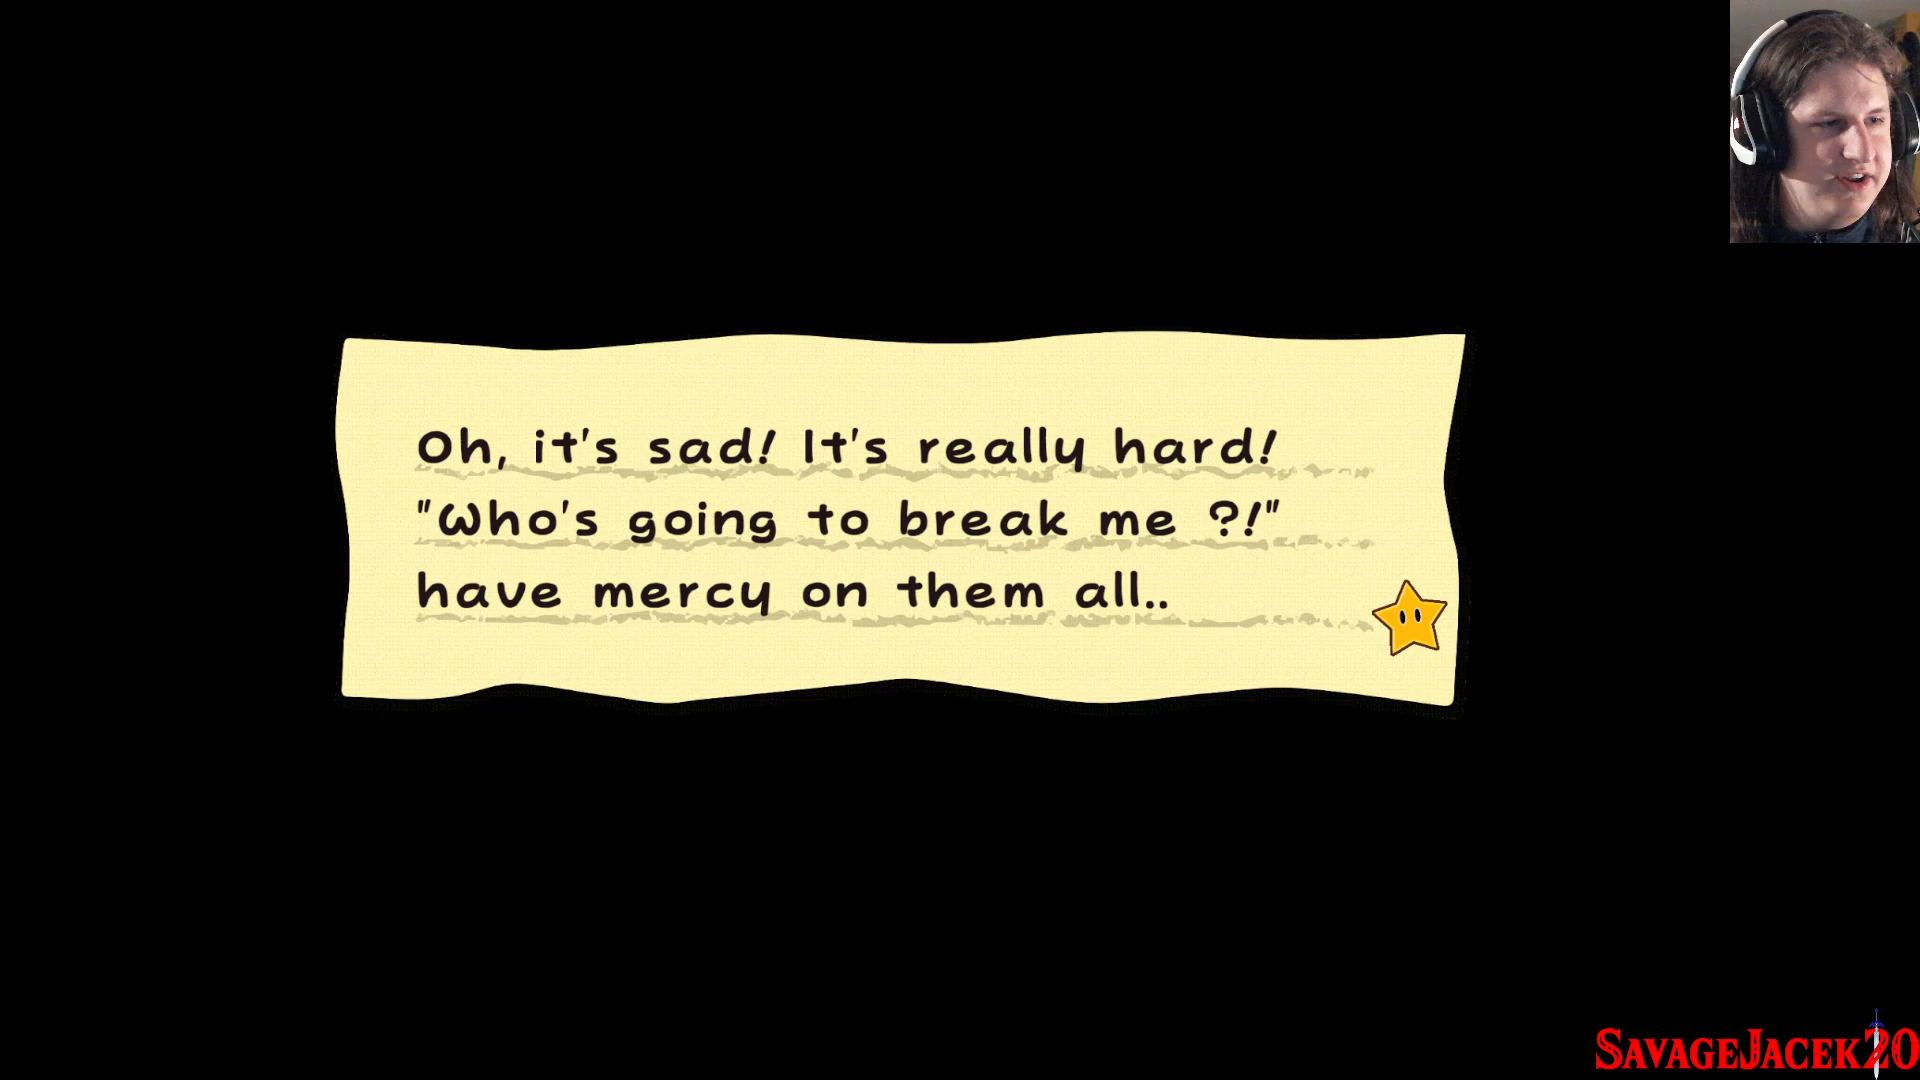 Oh, it's sad! It's really hard!
"Who's going to break me ?!"
have mercy on them all..
SavageJacek20